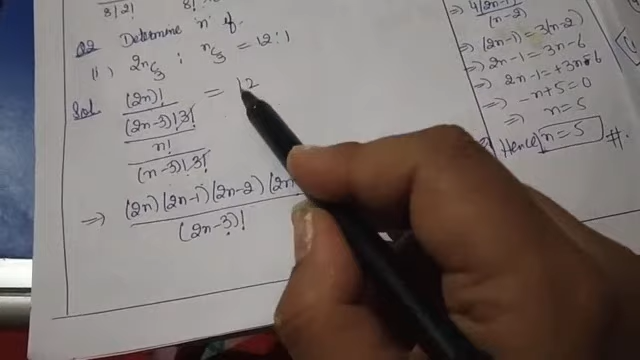 8!2!
Q2 Determine 'n' if.
(i) 2nC3 : nC3 = 12:1
Sol (2n)!
(2n-3)!3! = 12
n!
(n-3)!3!
⇒ (2n)(2n-1)(2n-2)(2n
(2n-3)!
⇒ 4(2n-1)
(n-2)
⇒ (2n-1) = 3(n-2)
⇒ 2n-1 = 3n-6
⇒ 2n-1 = +3n-6
⇒ -n+5=0
⇒ n=5
Hence n=5 #.